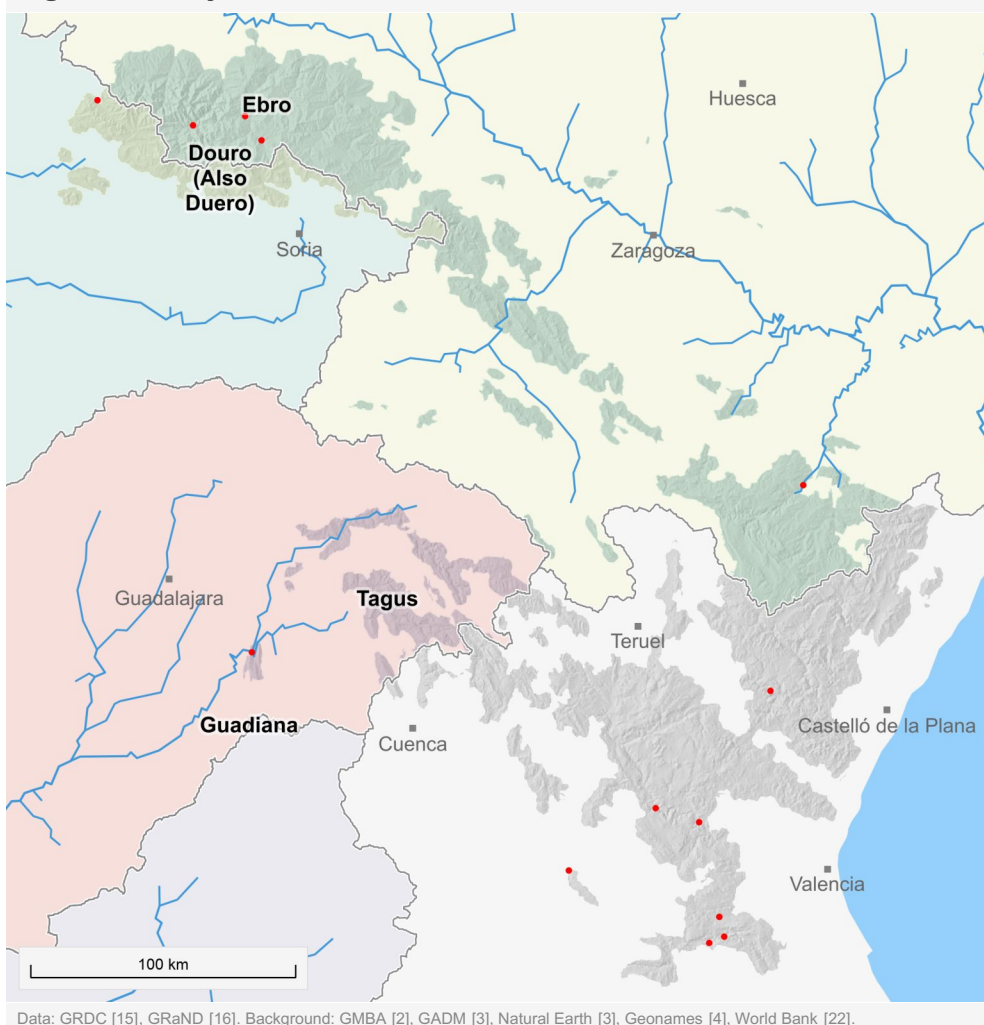 Huesca
Ebro
Douro
(Also
Duero)
Soria
Zaragoza
Guadalajara
Tagus
Teruel
Guadiana
Cuenca
Castelló de la Plana
Valencia
100 km
Data: GRDC [15], GRaND [16]. Background: GMBA [2], GADM [3], Natural Earth [3], Geonames [4], World Bank [22].